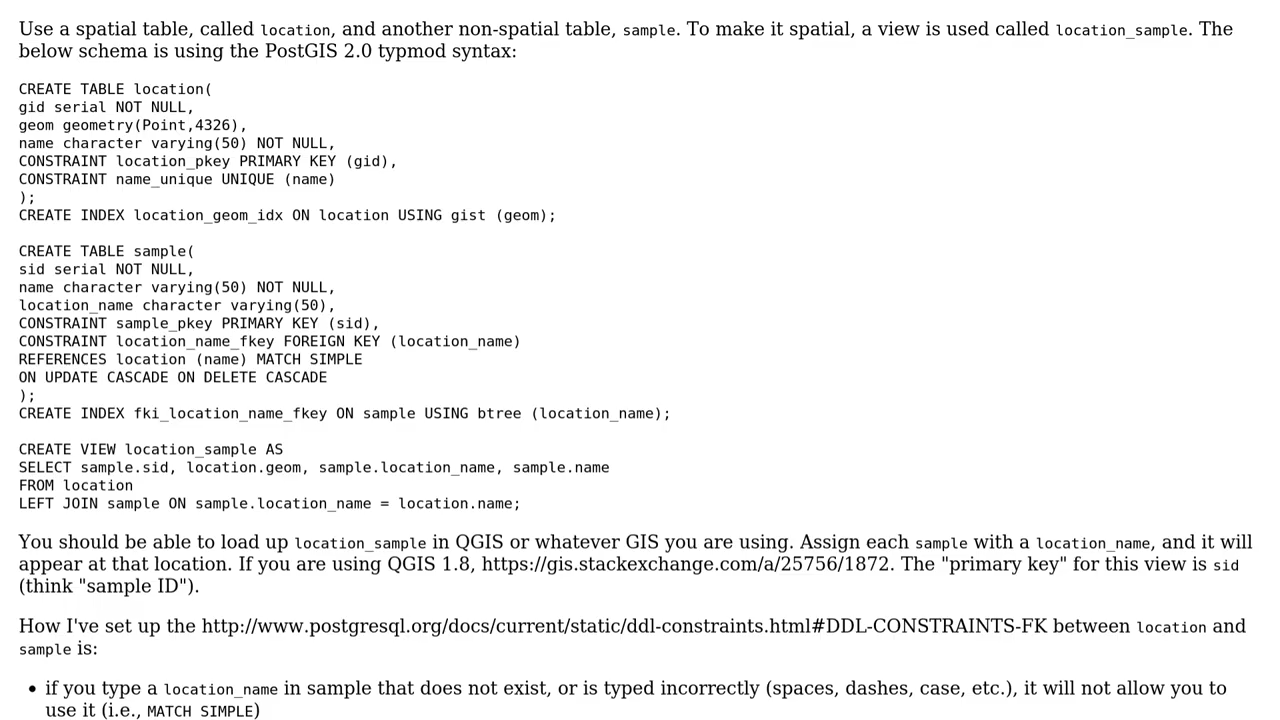 Use a spatial table, called location, and another non-spatial table, sample. To make it spatial, a view is used called location_sample. The
below schema is using the PostGIS 2.0 typmod syntax:
CREATE TABLE location(
gid serial NOT NULL,
geom geometry(Point,4326),
name character varying(50) NOT NULL,
CONSTRAINT location_pkey PRIMARY KEY (gid),
CONSTRAINT name_unique UNIQUE (name)
);
CREATE INDEX location_geom_idx ON location USING gist (geom);
CREATE TABLE sample(
sid serial NOT NULL,
name character varying(50) NOT NULL,
location_name character varying(50),
CONSTRAINT sample_pkey PRIMARY KEY (sid),
CONSTRAINT location_name_fkey FOREIGN KEY (location_name)
REFERENCES location (name) MATCH SIMPLE
ON UPDATE CASCADE ON DELETE CASCADE
);
CREATE INDEX fki_location_name_fkey ON sample USING btree (location_name);
CREATE VIEW location_sample AS
SELECT sample.sid, location.geom, sample.location_name, sample.name
FROM location
LEFT JOIN sample ON sample.location_name = location.name;
You should be able to load up location_sample in QGIS or whatever GIS you are using. Assign each sample with a location_name, and it will
appear at that location. If you are using QGIS 1.8, https://gis.stackexchange.com/a/25756/1872. The "primary key" for this view is sid
(think "sample ID").
How I've set up the http://www.postgresql.org/docs/current/static/ddl-constraints.html#DDL-CONSTRAINTS-FK between location and
sample is:
• if you type a location_name in sample that does not exist, or is typed incorrectly (spaces, dashes, case, etc.), it will not allow you to
use it (i.e., MATCH SIMPLE)